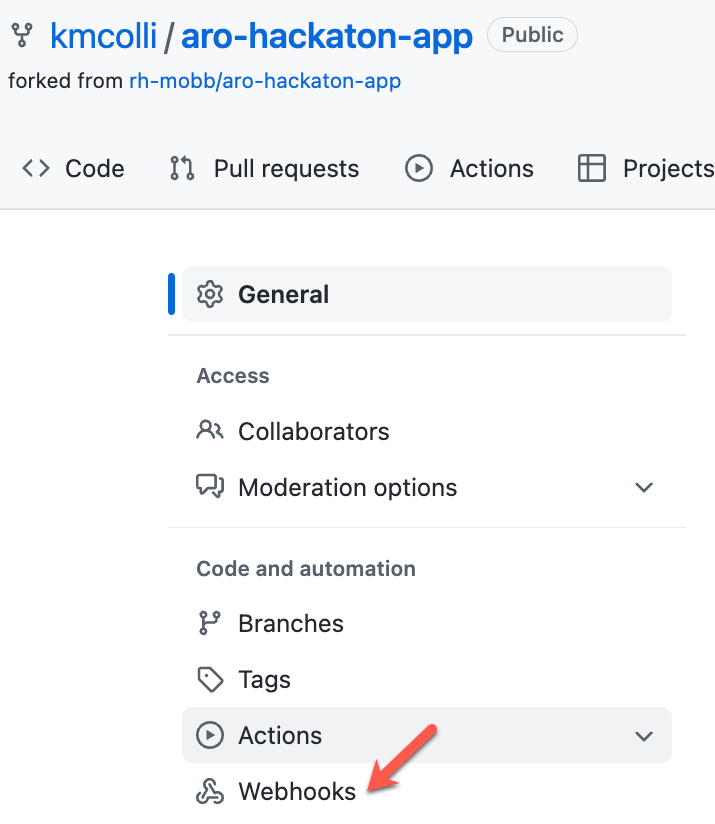 kmcolli / aro-hackaton-app Public
forked from rh-mobb/aro-hackaton-app
Code Pull requests Actions Projects
General
Access
Collaborators
Moderation options
Code and automation
Branches
Tags
Actions
Webhooks